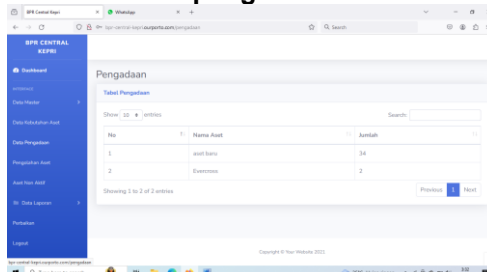 BPR Central Kepri
WhatsApp
bpr-central-kepri.ourports.com/pengadaan
Search
BPR CENTRAL
KEPRI
Dashboard
INTERFACE
Data Master
Data Kebutuhan Aset
Data Pengadaan
Pengalokasi Aset
Aset Non Aktif
Data Laporan
Perbaikan
Logout
Pengadaan
Tabel Pengadaan
Show 10 entries
Search:
No Nama Aset Jumlah
1 aset baru 34
2 Evercross 2
Showing 1 to 2 of 2 entries
Previous 1 Next
Copyright © Your Website 2021